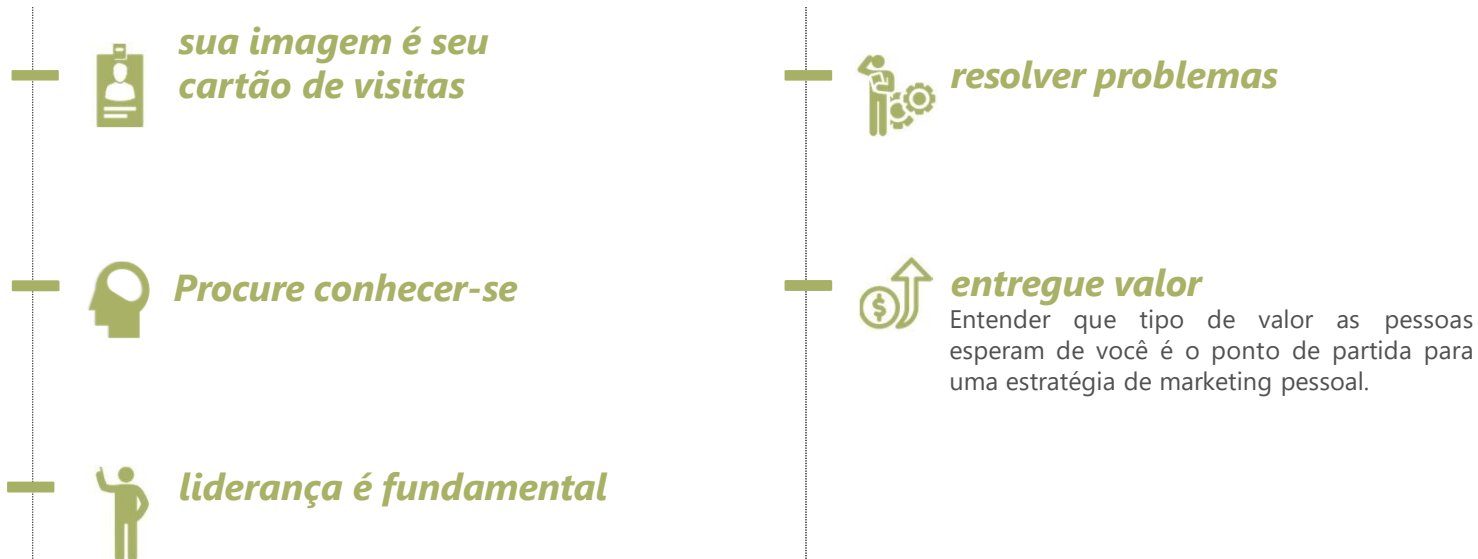 sua imagem é seu
cartão de visitas
Procure conhecer-se
liderança é fundamental
resolver problemas
entregue valor
Entender que tipo de valor as pessoas
esperam de você é o ponto de partida para
uma estratégia de marketing pessoal.